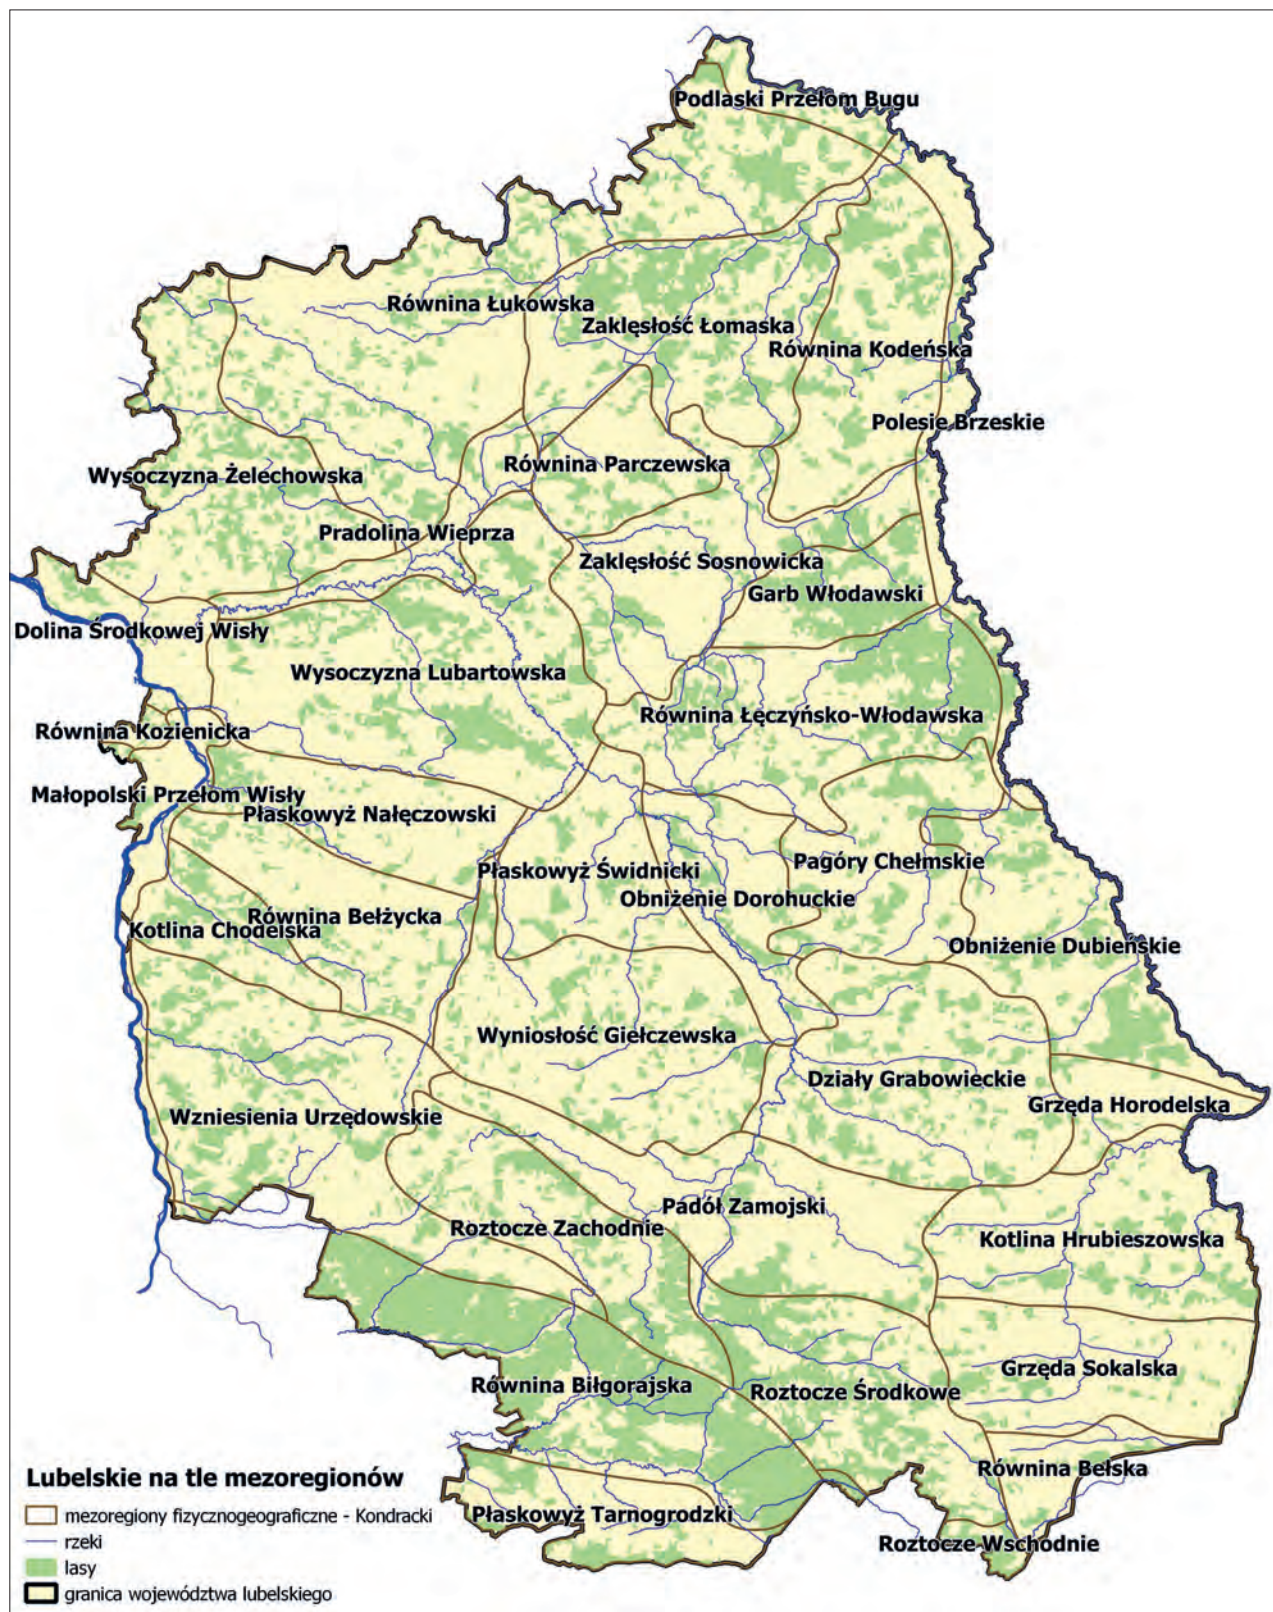 Podlaski Przełom Bugu
Równina Łukowska
Zaklęsłość Łomaska
Równina Kodeńska
Polesie Brzeskie
Równina Parczewska
Wysoczyzna Żelechowska
Pradolina Wieprza
Zaklęsłość Sosnowicka
Garb Włodawski
Dolina Środkowej Wisły
Wysoczyzna Lubartowska
Równina Łęczyńsko-Włodawska
Równina Kozienicka
Małopolski Przełom Wisły
Płaskowyż Nałęczowski
Pagóry Chełmskie
Płaskowyż Świdnicki
Obniżenie Dorohuckie
Równina Bełżycka
Kotlina Chodelska
Obniżenie Dubieńskie
Wyniosłość Giełczewska
Działy Grabowieckie
Grzęda Horodelska
Wzniesienia Urzędowskie
Padół Zamojski
Roztocze Zachodnie
Kotlina Hrubieszowska
Grzęda Sokalska
Równina Biłgorajska
Roztocze Środkowe
Równina Bełska
Płaskowyż Tarnogrodzki
Roztocze Wschodnie
Lubelskie na tle mezoregionów
mezoregiony fizycznogeograficzne - Kondracki
rzeki
lasy
granica województwa lubelskiego